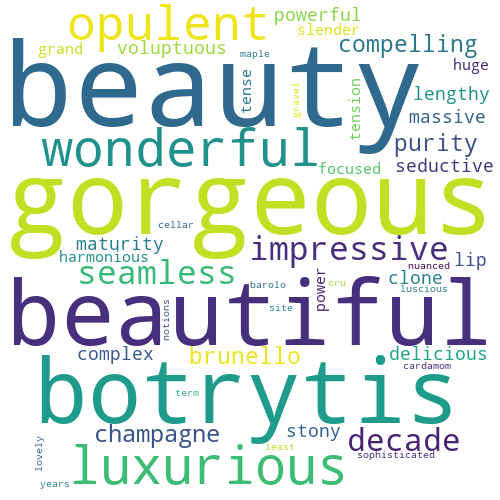 opulent
powerful
slender
grand
voluptuous
maple
compelling
beauty
tense
gravel
tension
huge
lengthy
massive
wonderful
purity
focused
seductive
gorgeous
cellar
maturity
harmonious
impressive
lip
nuanced
seamless
barolo
power
cru
clone
luscious
beautiful
notions
site
complex
brunello
delicious
cardamom
botrytis
term
champagne
stony
decade
lovely
luxurious
least
sophisticated
years